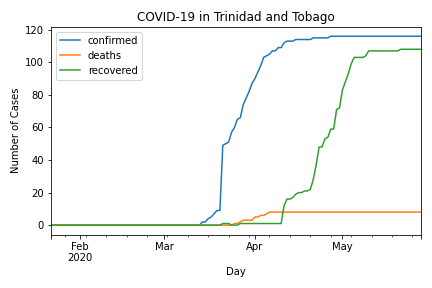 COVID-19 in Trinidad and Tobago
confirmed
deaths
recovered
Number of Cases
120
100
80
60
40
20
0
Feb Mar Apr May
2020
Day